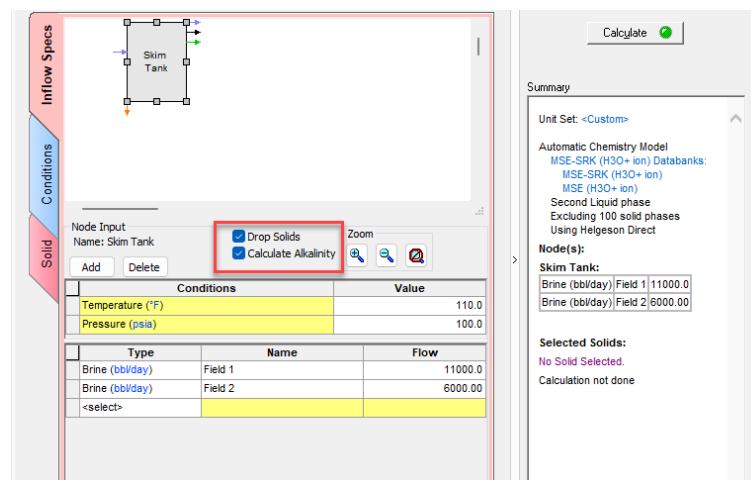 Inflow Specs
Conditions
Solid
Skim
Tank
Node Input
Name: Skim Tank
Add
Delete
Drop Solids
Calculate Alkalinity
Zoom
Conditions Value
Temperature (°F) 110.0
Pressure (psia) 100.0
Type Name Flow
Brine (bbl/day) Field 1 11000.0
Brine (bbl/day) Field 2 6000.00
<select>
>
Calculate
Summary
Unit Set: <Custom>
Automatic Chemistry Model
MSE-SRK (H3O+ ion) Databanks:
MSE-SRK (H3O+ ion)
MSE (H3O+ ion)
Second Liquid phase
Excluding 100 solid phases
Using Helgeson Direct
Node(s):
Skim Tank:
Brine (bbl/day) Field 1 11000.0
Brine (bbl/day) Field 2 6000.00
Selected Solids:
No Solid Selected.
Calculation not done